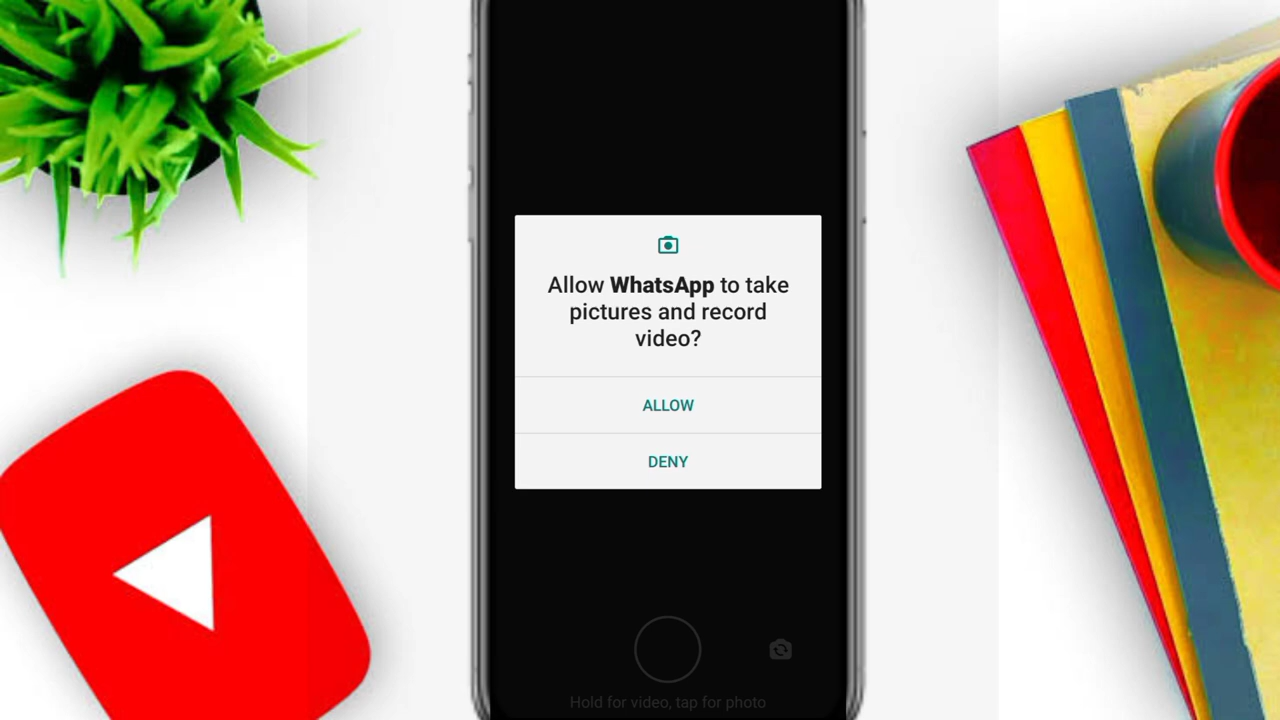 Allow WhatsApp to take
pictures and record
video?
ALLOW
DENY
Hold for video, tap for photo